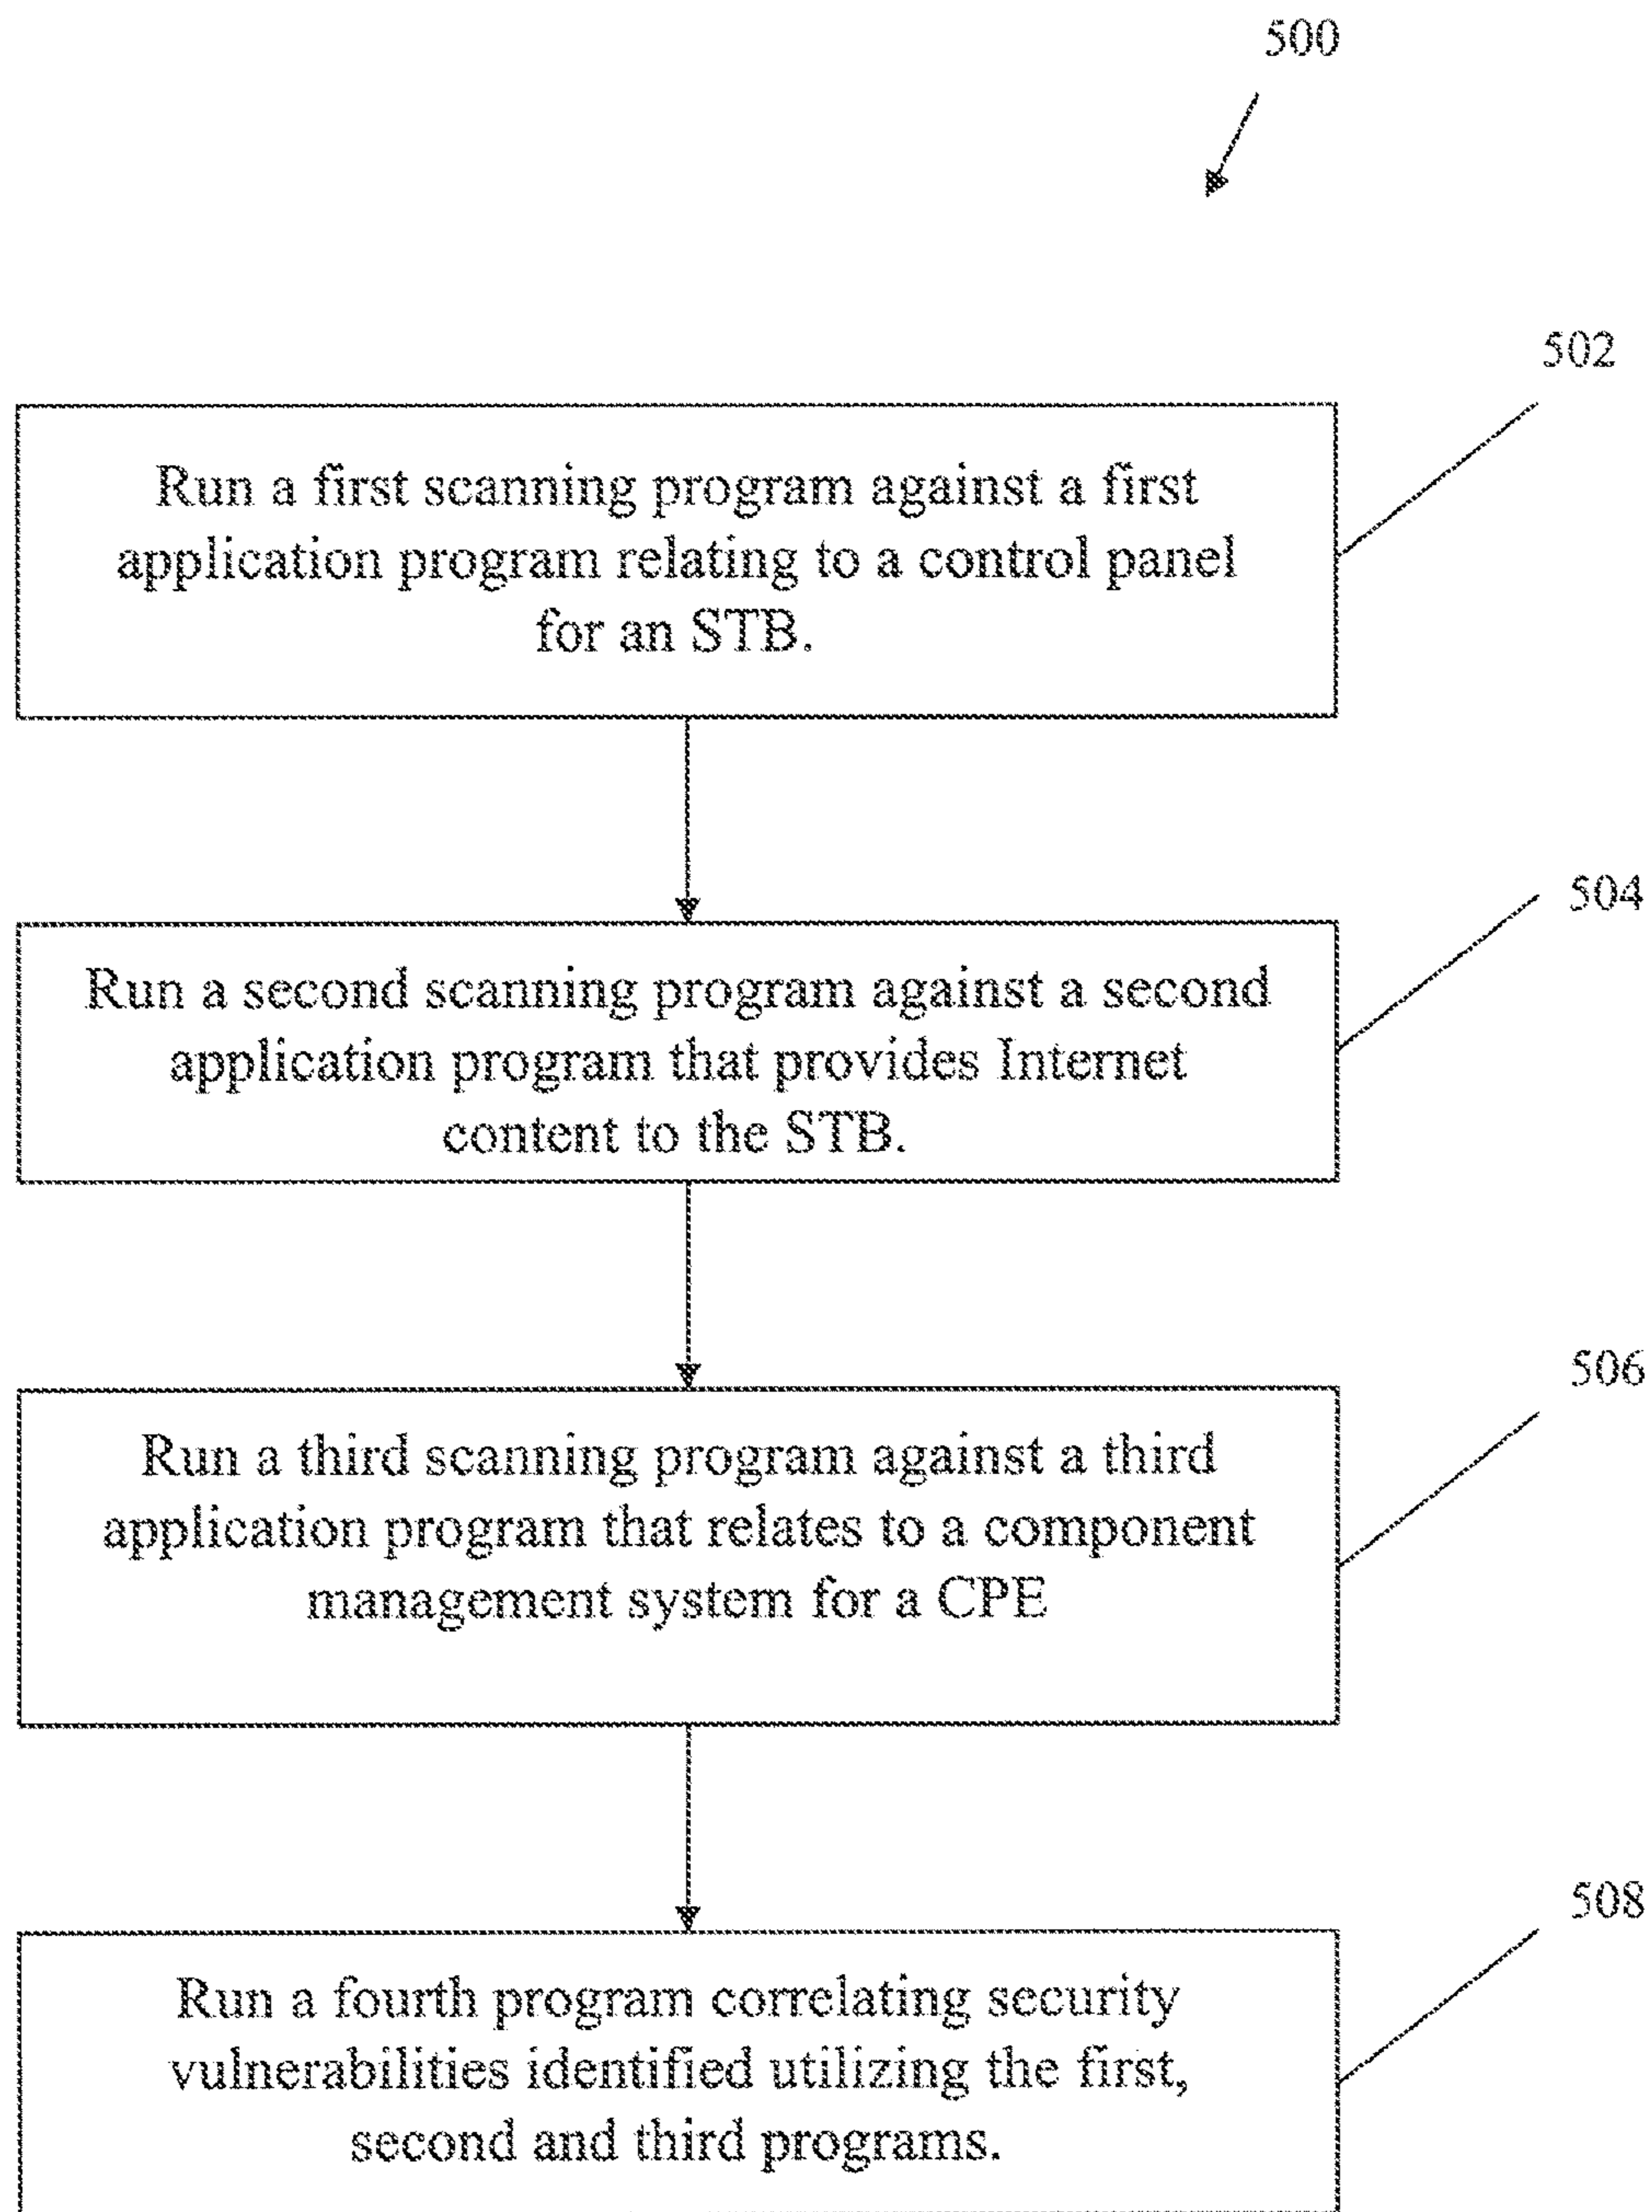 500
502
Run a first scanning program against a first
application program relating to a control panel
for an STB.
504
Run a second scanning program against a second
application program that provides Internet
content to the STB.
506
Run a third scanning program against a third
application program that relates to a component
management system for a CPE
508
Run a fourth program correlating security
vulnerabilities identified utilizing the first,
second and third programs.